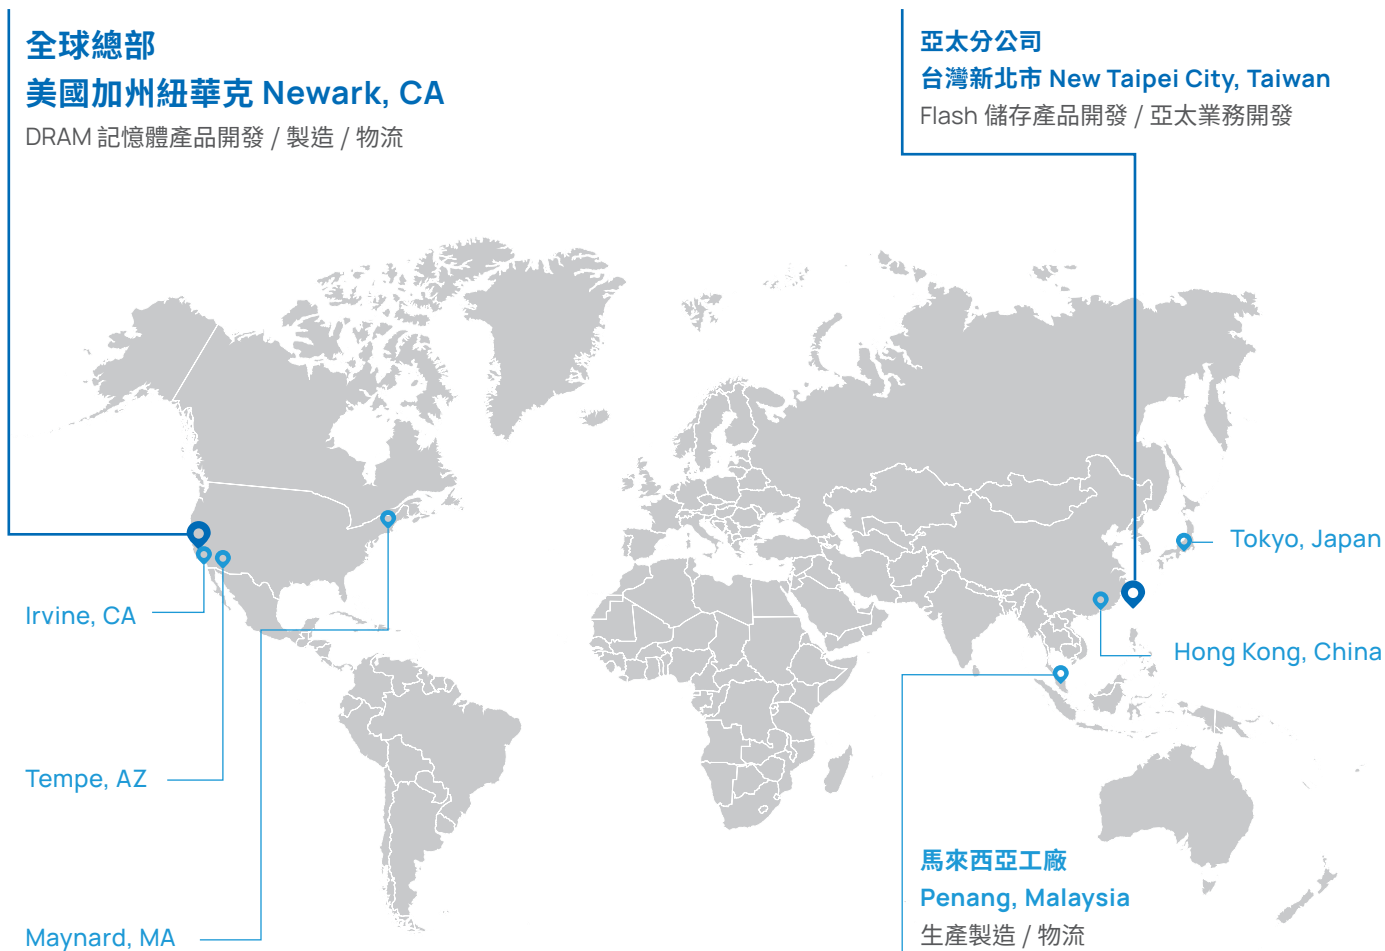 全球總部
美國加州紐華克 Newark, CA
DRAM 記憶體產品開發 / 製造 / 物流
亞太分公司
台灣新北市 New Taipei City, Taiwan
Flash 儲存產品開發 / 亞太業務開發
Tokyo, Japan
Irvine, CA
Hong Kong, China
Tempe, AZ
馬來西亞工廠
Penang, Malaysia
生產製造 / 物流
Maynard, MA